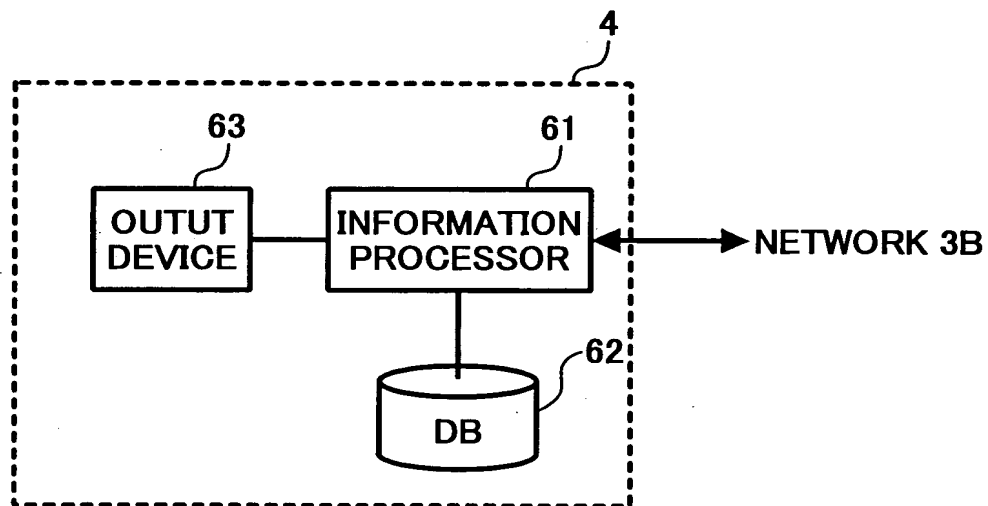 4
63
61
OUTUT
DEVICE
INFORMATION
PROCESSOR
NETWORK 3B
62
DB